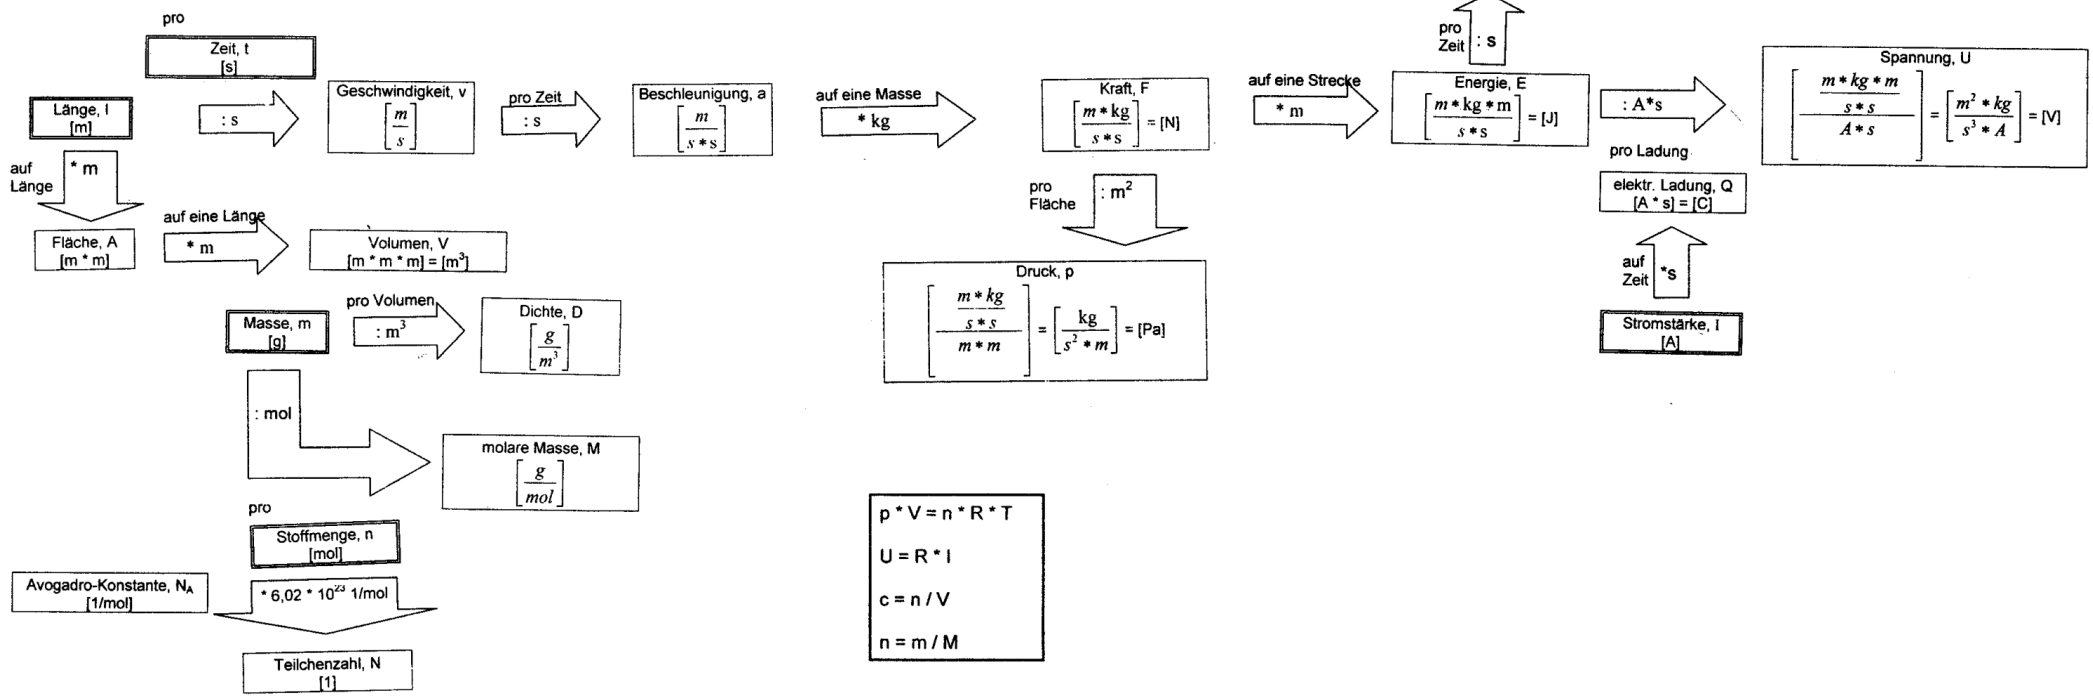 pro
Zeit, t
[s]
Länge, l
[m]
: s
Geschwindigkeit, v
[m/s]
pro Zeit
: s
Beschleunigung, a
[m/(s*s)]
auf eine Masse
* kg
Kraft, F
[(m*kg)/(s*s)] = [N]
auf eine Strecke
* m
pro
Zeit
: s
Energie, E
[(m*kg*m)/(s*s)] = [J]
: A*s
pro Ladung
Spannung, U
[((m*kg*m)/(s*s))/(A*s)] = [(m² * kg)/(s³ * A)] = [V]
auf
Länge
* m
Fläche, A
[m * m]
auf eine Länge
* m
Volumen, V
[m * m * m] = [m³]
pro
Fläche
: m²
Druck, p
[((m*kg)/(s*s))/(m*m)] = [kg/(s² * m)] = [Pa]
elektr. Ladung, Q
[A * s] = [C]
auf
Zeit
*s
Stromstärke, I
[A]
Masse, m
[g]
pro Volumen
: m³
Dichte, D
[g/m³]
: mol
molare Masse, M
[g/mol]
pro
Stoffmenge, n
[mol]
Avogadro-Konstante, N_A
[1/mol]
* 6,02 * 10²³ 1/mol
Teilchenzahl, N
[1]
p * V = n * R * T
U = R * I
c = n / V
n = m / M